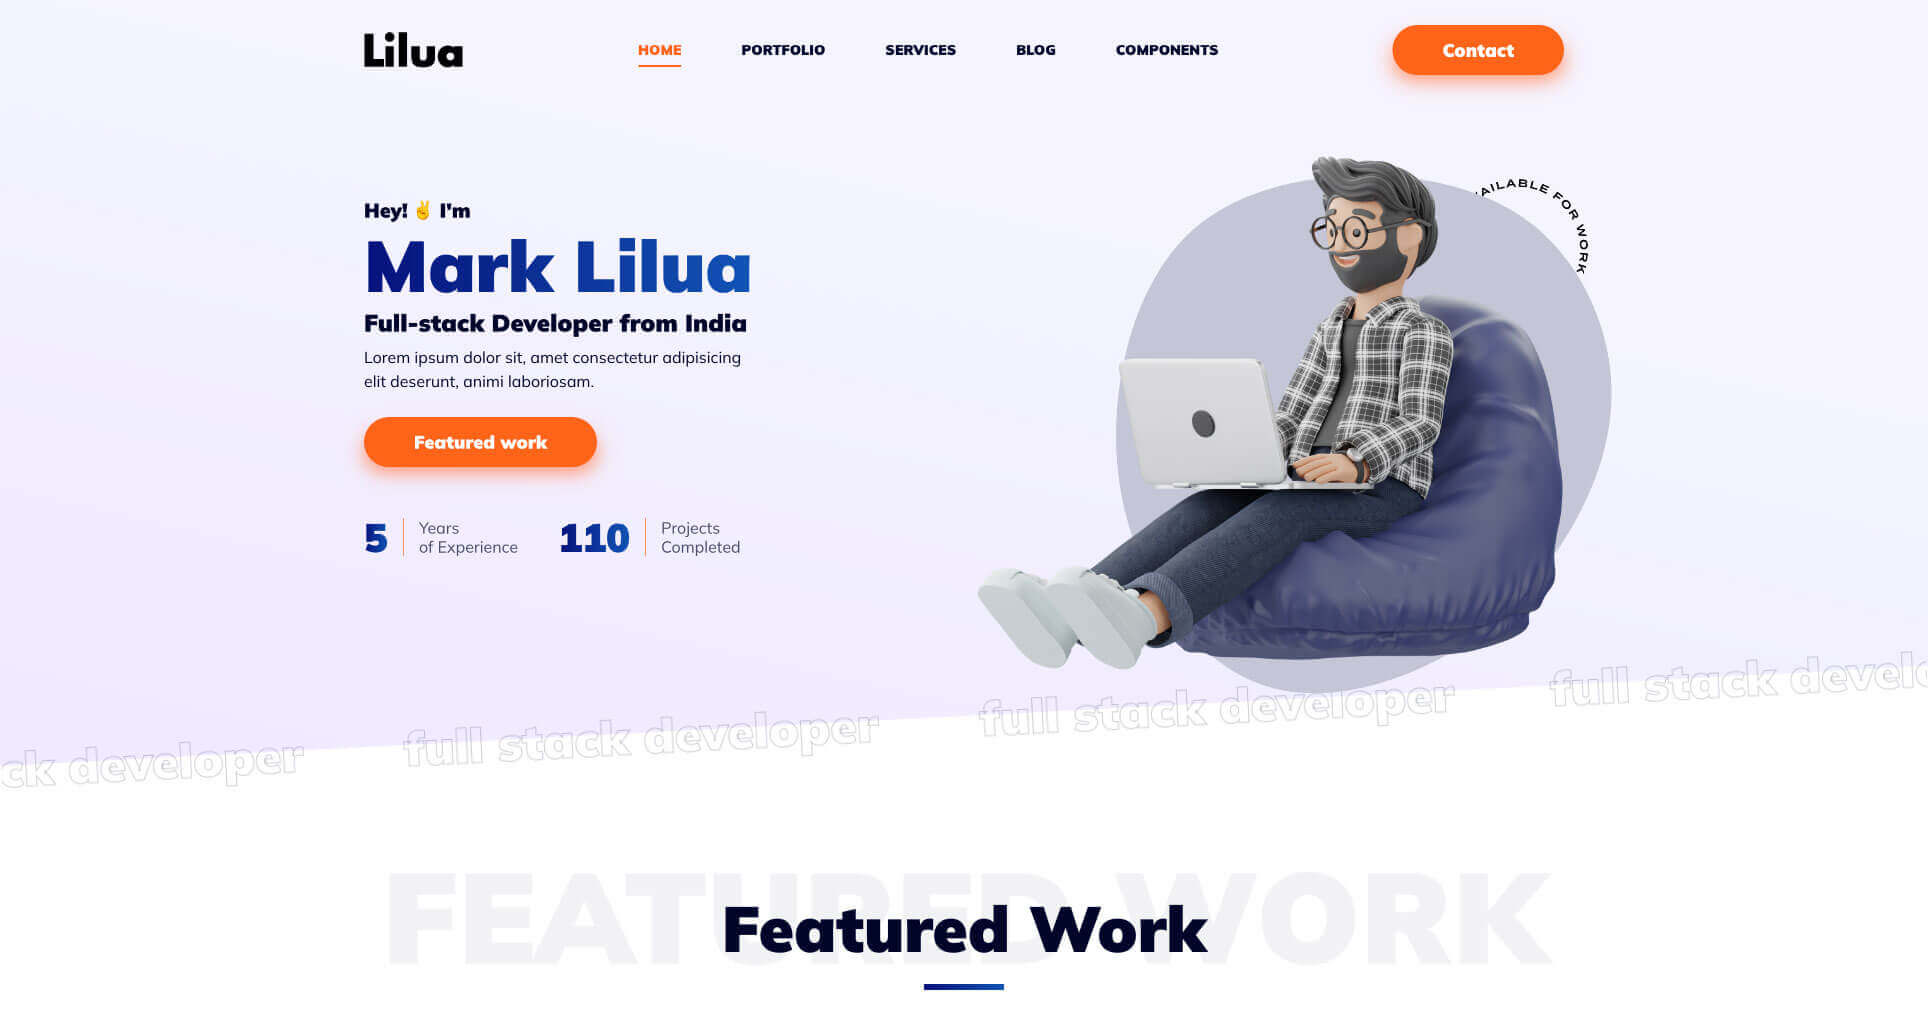 Lilua
HOME
PORTFOLIO
SERVICES
BLOG
COMPONENTS
Contact
Hey! ✌ I'm
Mark Lilua
Full-stack Developer from India
Lorem ipsum dolor sit, amet consectetur adipisicing
elit deserunt, animi laboriosam.
Featured work
5
Years
of Experience
110
Projects
Completed
AILABLE FOR WORK
ck developer
full stack developer
full stack developer
full stack develo
FEATURED WORK
Featured Work